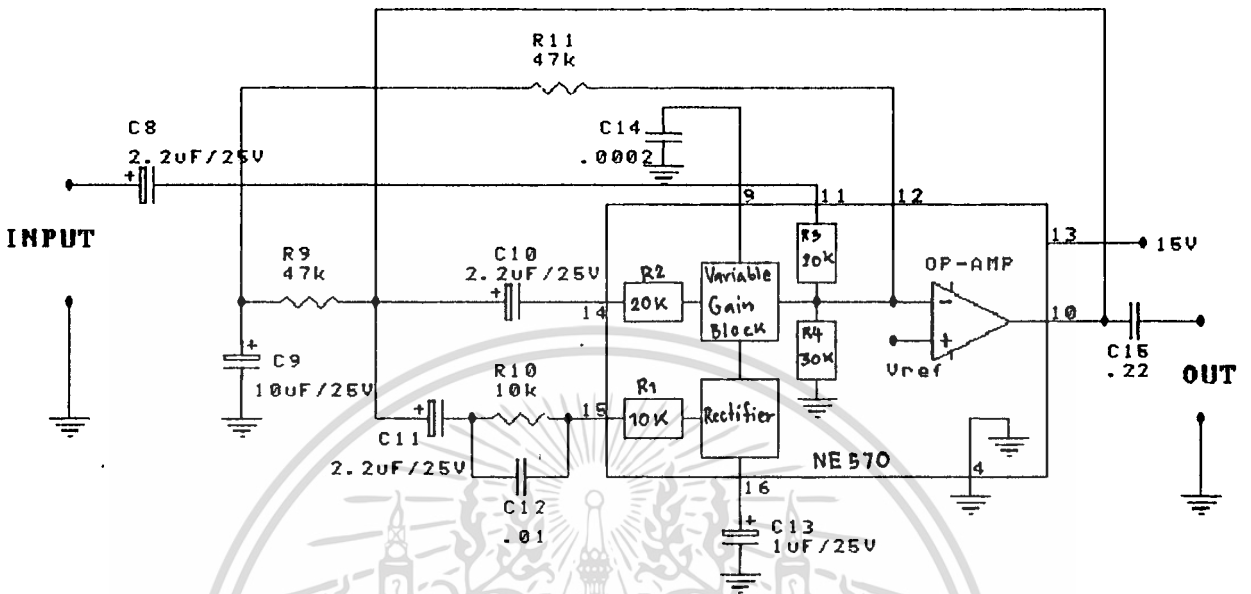 R11
47k
C8
2.2uF/25V
+
C14
.0002
9
11
12
INPUT
R9
47k
C10
2.2uF/25V
+
R2
20K
14
Variable
Gain
Block
R3
20K
OP-AMP
13
15V
-
+
Vref
10
R4
30K
C15
.22
OUT
+
C9
10uF/25V
R10
10k
15
R1
10K
Rectifier
+
C11
2.2uF/25V
C12
.01
NE570
4
16
+
C13
1uF/25V